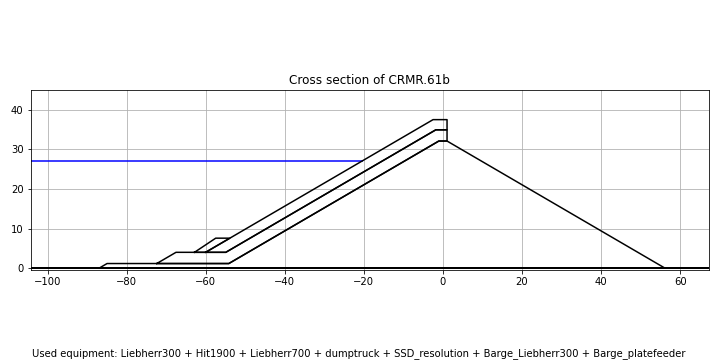 Cross section of CRMR.61b
40
30
20
10
0
−100 −80 −60 −40 −20 0 20 40 60
Used equipment: Liebherr300 + Hit1900 + Liebherr700 + dumptruck + SSD_resolution + Barge_Liebherr300 + Barge_platefeeder